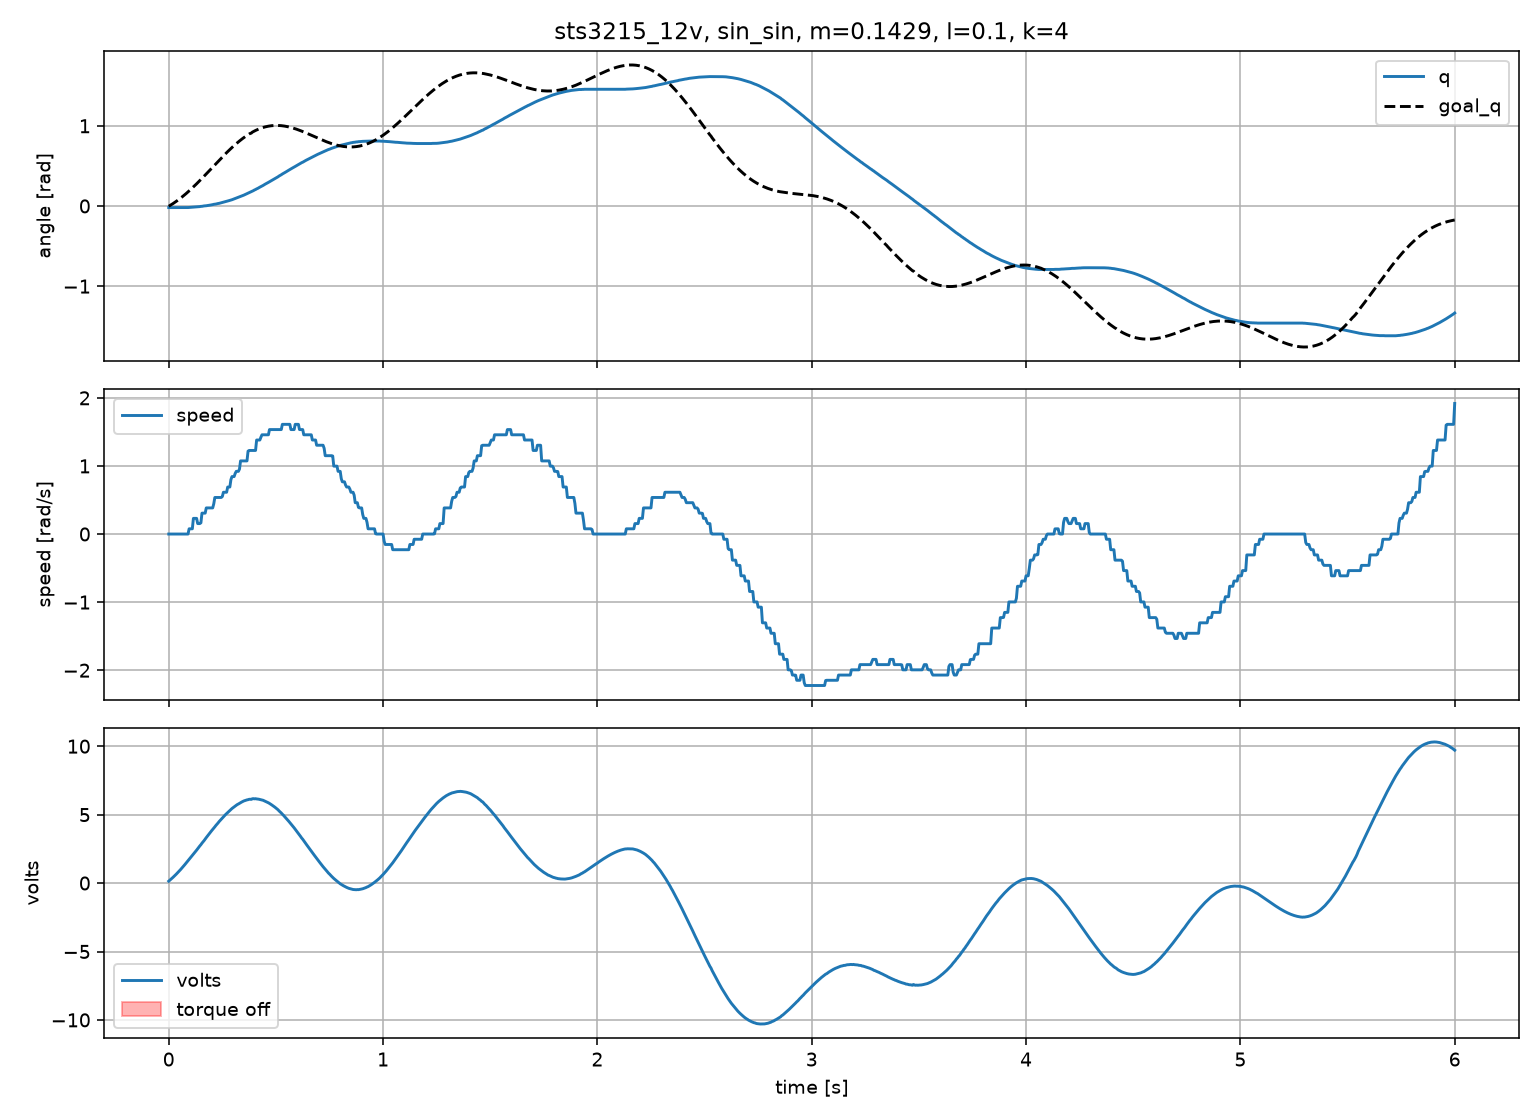 sts3215_12v, sin_sin, m=0.1429, l=0.1, k=4
q
goal_q
angle [rad]
1
0
−1
speed
speed [rad/s]
2
1
0
−1
−2
volts
10
5
0
−5
−10
volts
torque off
0 1 2 3 4 5 6
time [s]